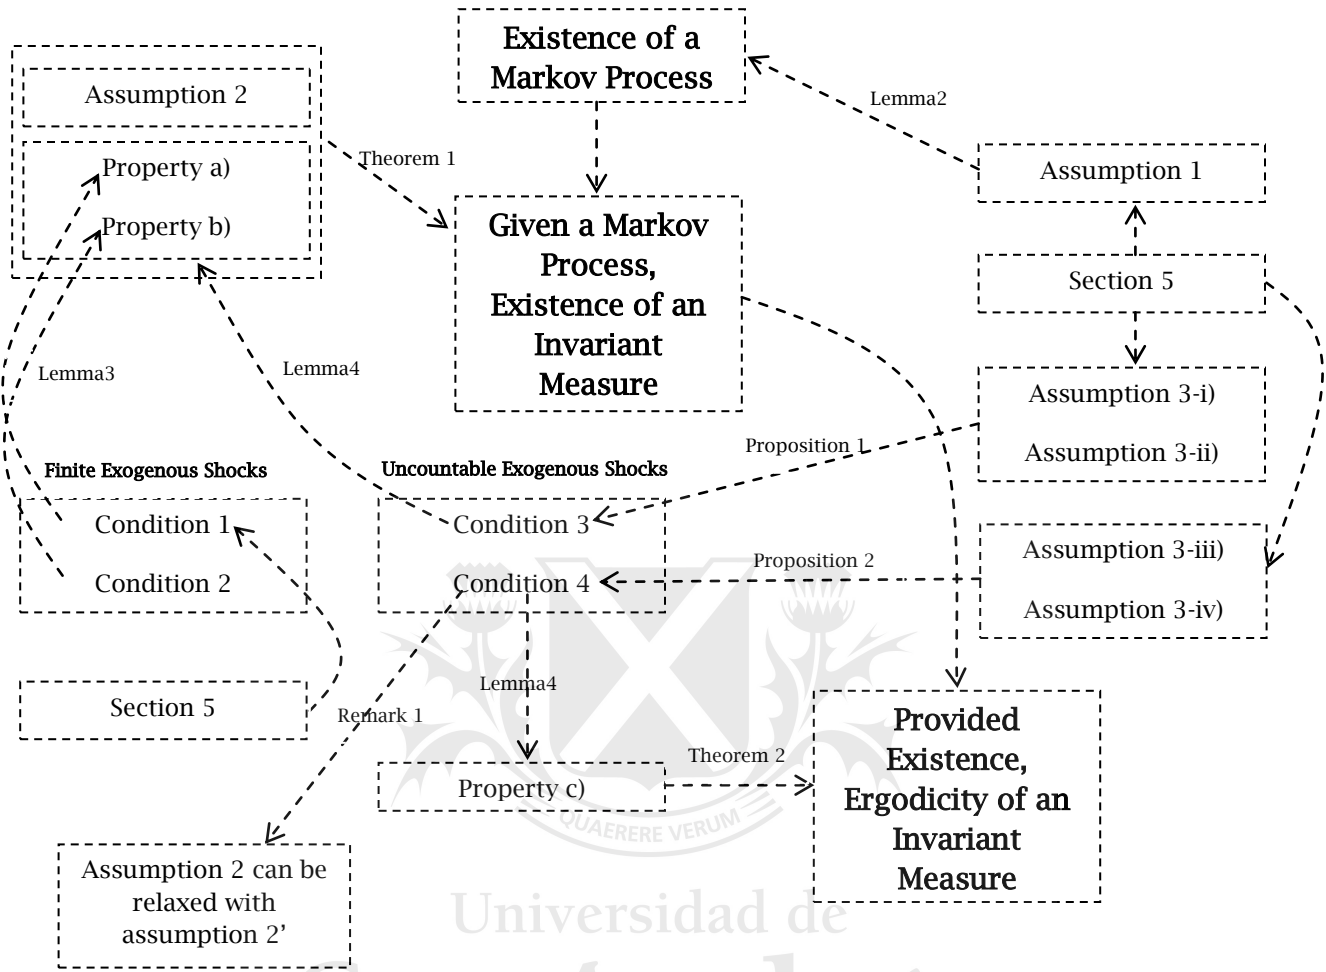 Existence of a
Markov Process
Lemma2
Assumption 2
Property a)
Property b)
Theorem 1
Assumption 1
Given a Markov
Process,
Existence of an
Invariant
Measure
Section 5
Lemma3
Lemma4
Assumption 3-i)
Assumption 3-ii)
Proposition 1
Finite Exogenous Shocks
Uncountable Exogenous Shocks
Condition 1
Condition 2
Condition 3
Condition 4
Proposition 2
Assumption 3-iii)
Assumption 3-iv)
Section 5
Lemma4
Remark 1
Property c)
Theorem 2
Provided
Existence,
Ergodicity of an
Invariant
Measure
QUAERERE VERUM
Assumption 2 can be
relaxed with
assumption 2’
Universidad de